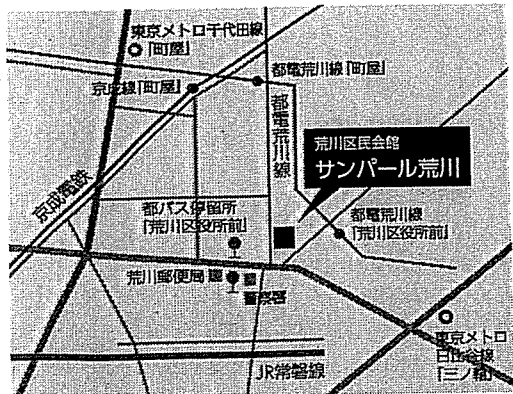 東京メトロ千代田線
「町屋」
京成線「町屋」
都電荒川線「町屋」
都電荒川線
荒川区民会館
サンパール荒川
京成電鉄
都バス停留所
「荒川区役所前」
都電荒川線
「荒川区役所前」
荒川郵便局
警察署
東京メトロ
日比谷線
「三ノ輪」
JR常磐線